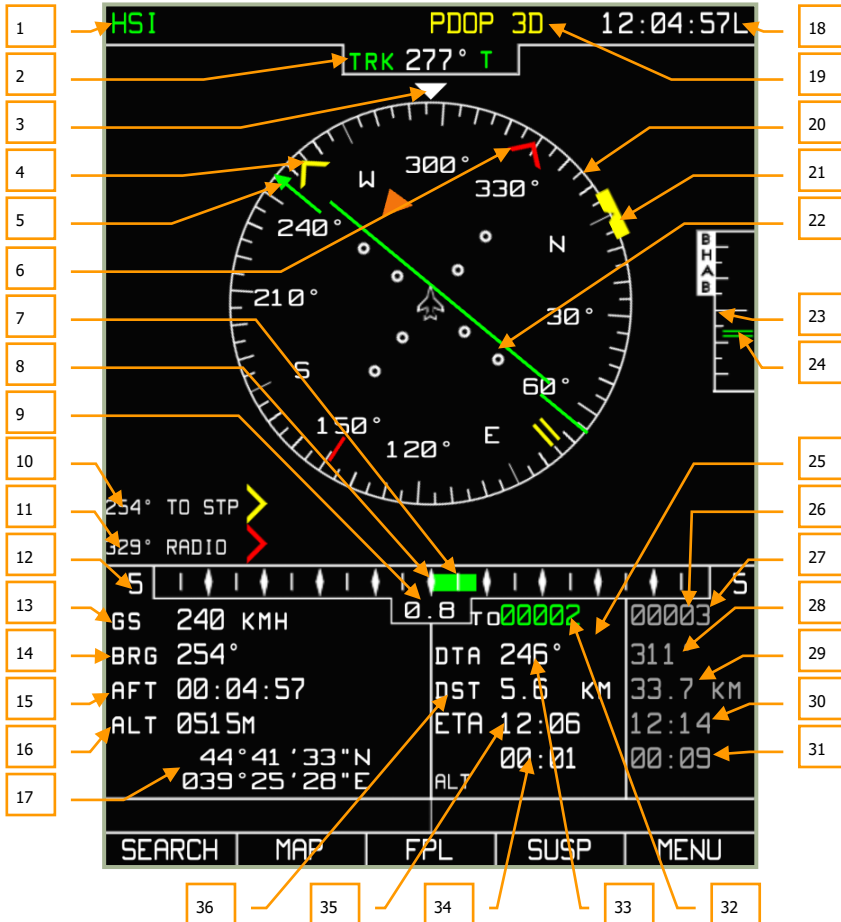 1 HSI PDOP 3D 12:04:57L 18
2 TRK 277° T 19
3 20
4 300° 21
W 330°
5 240° N 22
6
7 210° 30° B H A B 23
8 S 60° 24
9 150° 120° E
10 254° TO STP 25
11 329° RADIO 26
12 S S 27
13 GS 240 KMH 0.8 TO 00002 00003 28
14 BRG 254° DTA 246° 311 29
15 AFT 00:04:57 DST 5.6 KM 33.7 KM 30
16 ALT 0515M ETA 12:06 12:14 31
17 44°41'33"N 00:01 00:09
039°25'28"E ALT
SEARCH MAP FPL SUSP MENU
36 35 34 33 32